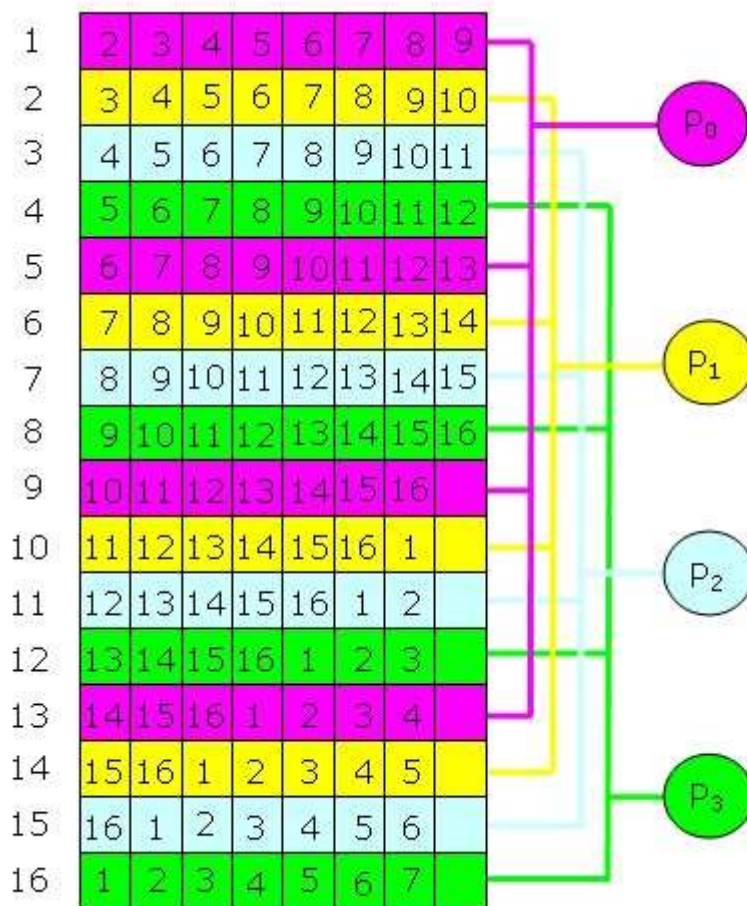 1 2 3 4 5 6 7 8 9
2 3 4 5 6 7 8 9 10
P0
3 4 5 6 7 8 9 10 11
4 5 6 7 8 9 10 11 12
5 6 7 8 9 10 11 12 13
6 7 8 9 10 11 12 13 14
P1
7 8 9 10 11 12 13 14 15
8 9 10 11 12 13 14 15 16
9 10 11 12 13 14 15 16
10 11 12 13 14 15 16 1
P2
11 12 13 14 15 16 1 2
12 13 14 15 16 1 2 3
13 14 15 16 1 2 3 4
14 15 16 1 2 3 4 5
P3
15 16 1 2 3 4 5 6
16 1 2 3 4 5 6 7